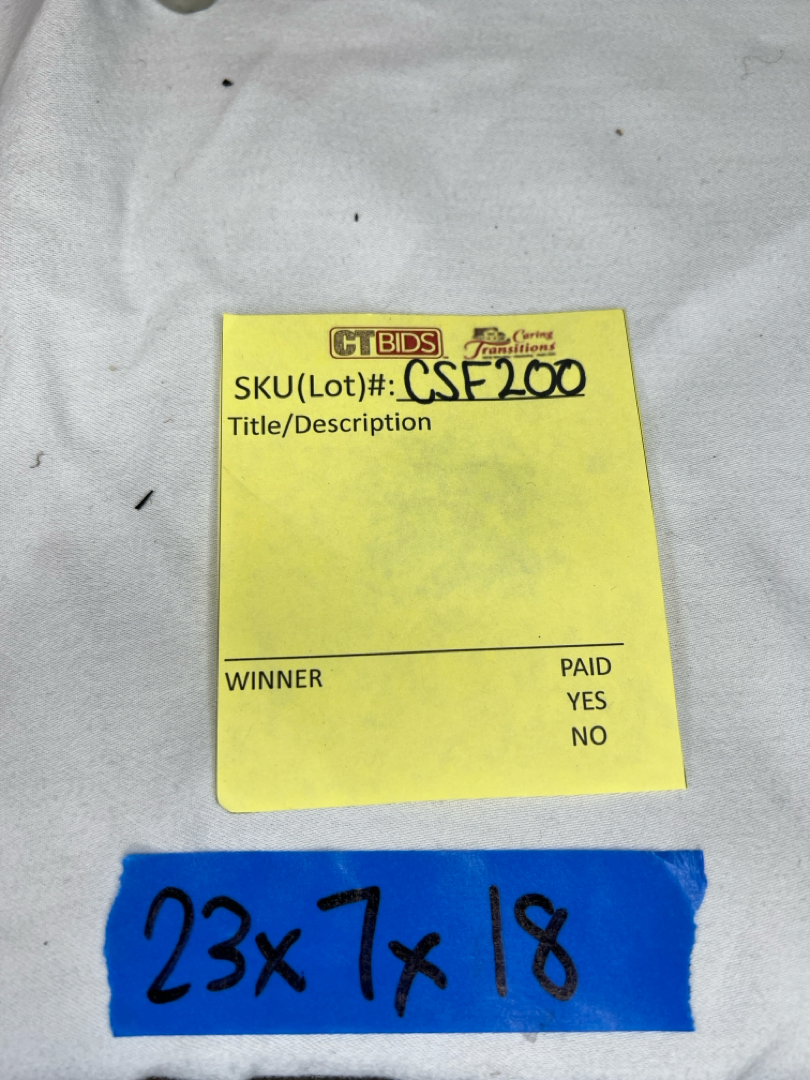 CTBIDS Caring Transitions
SKU(Lot)#: CSF200
Title/Description
WINNER PAID
YES
NO
23x7x18